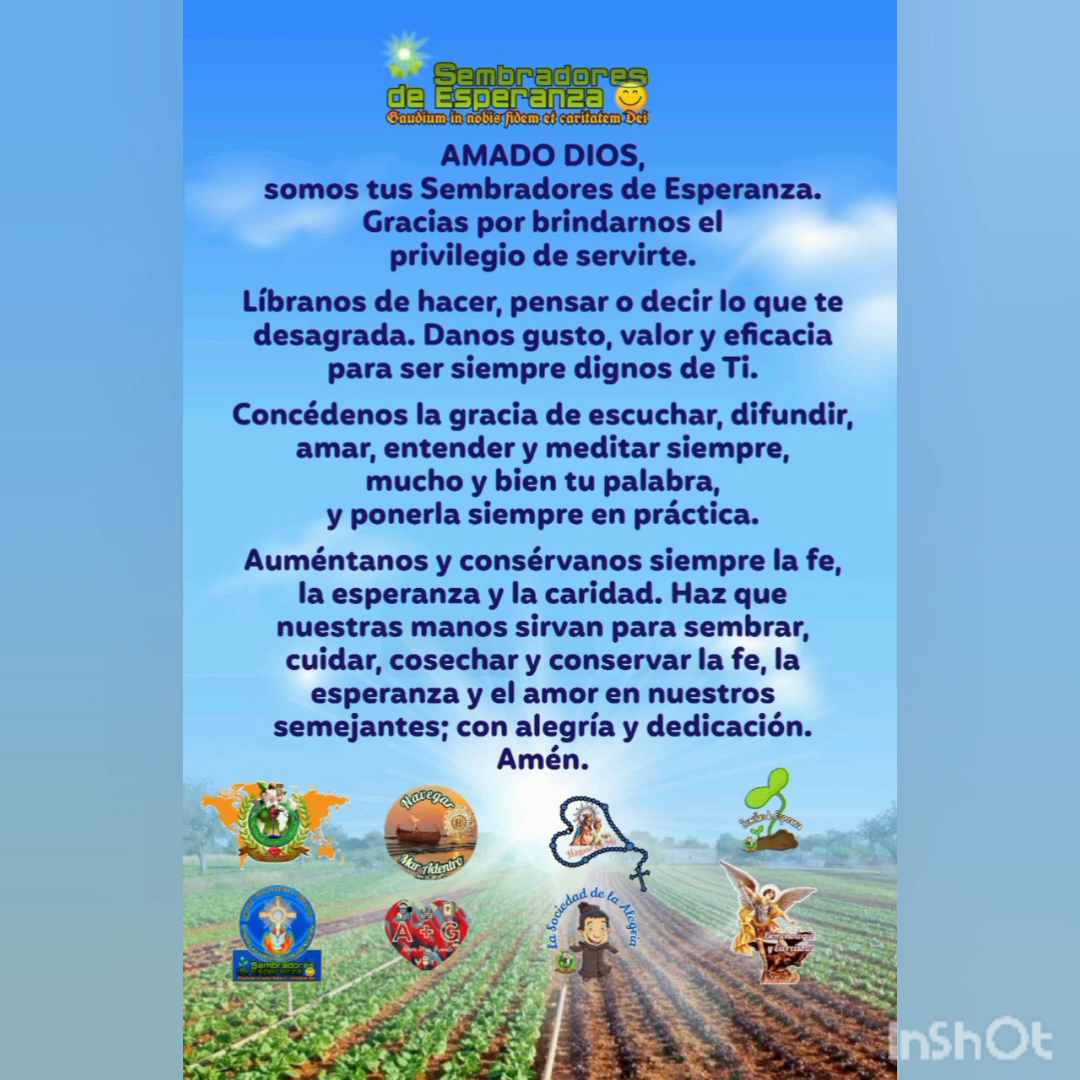 Sembradores
de Esperanza
Gaudium in nobis fidem et caritatem Dei
AMADO DIOS,
somos tus Sembradores de Esperanza.
Gracias por brindarnos el
privilegio de servirte.
Líbranos de hacer, pensar o decir lo que te
desagrada. Danos gusto, valor y eficacia
para ser siempre dignos de Ti.
Concédenos la gracia de escuchar, difundir,
amar, entender y meditar siempre,
mucho y bien tu palabra,
y ponerla siempre en práctica.
Auméntanos y consérvanos siempre la fe,
la esperanza y la caridad. Haz que
nuestras manos sirvan para sembrar,
cuidar, cosechar y conservar la fe, la
esperanza y el amor en nuestros
semejantes; con alegría y dedicación.
Amén.
Navegar
Mar Adentro
Sembradores
de Esperanza
A + G
La Sociedad de la Alegría
Demonología
y Exorcismo
InShOt